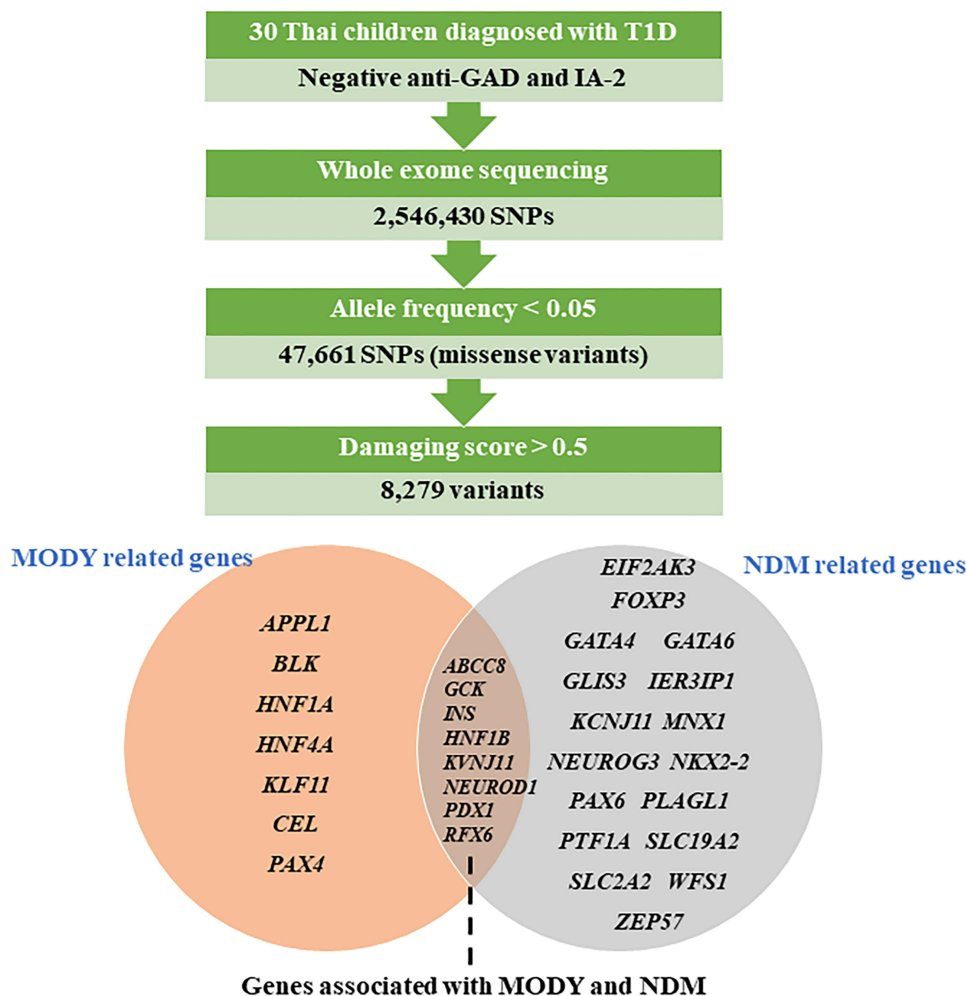 30 Thai children diagnosed with T1D
Negative anti-GAD and IA-2
Whole exome sequencing
2,546,430 SNPs
Allele frequency < 0.05
47,661 SNPs (missense variants)
Damaging score > 0.5
8,279 variants
MODY related genes
APPL1
BLK
HNF1A
HNF4A
KLF11
CEL
PAX4
ABCC8
GCK
INS
HNF1B
KVNJ11
NEUROD1
PDX1
RFX6
NDM related genes
EIF2AK3
FOXP3
GATA4 GATA6
GLIS3 IER3IP1
KCNJ11 MNX1
NEUROG3 NKX2-2
PAX6 PLAGL1
PTF1A SLC19A2
SLC2A2 WFS1
ZEP57
Genes associated with MODY and NDM